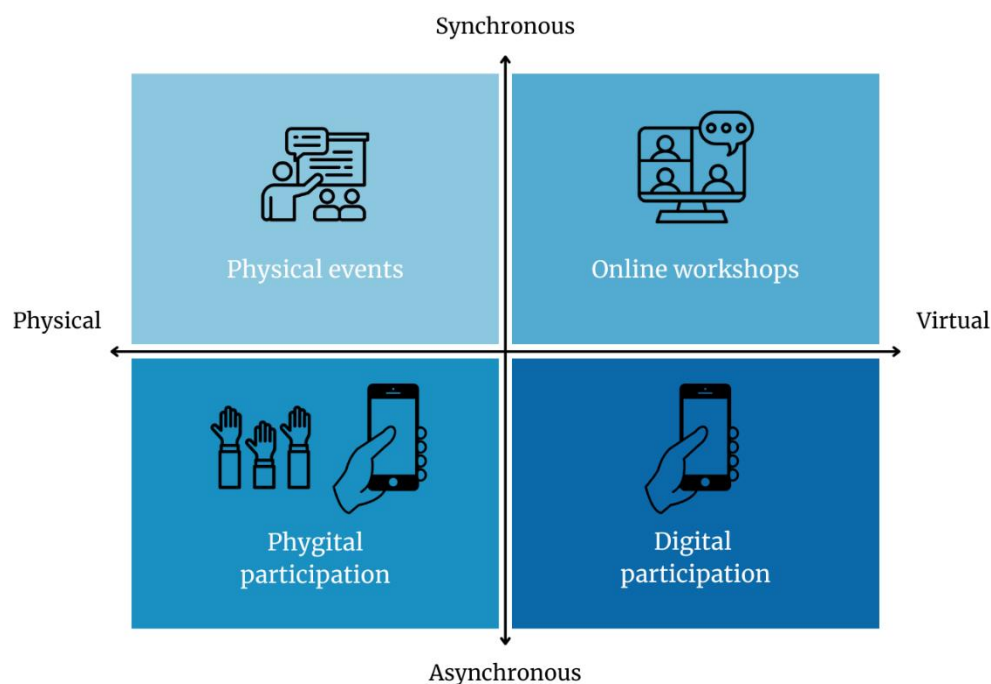 Synchronous
Physical events
Online workshops
Physical
Virtual
Phygital
participation
Digital
participation
Asynchronous